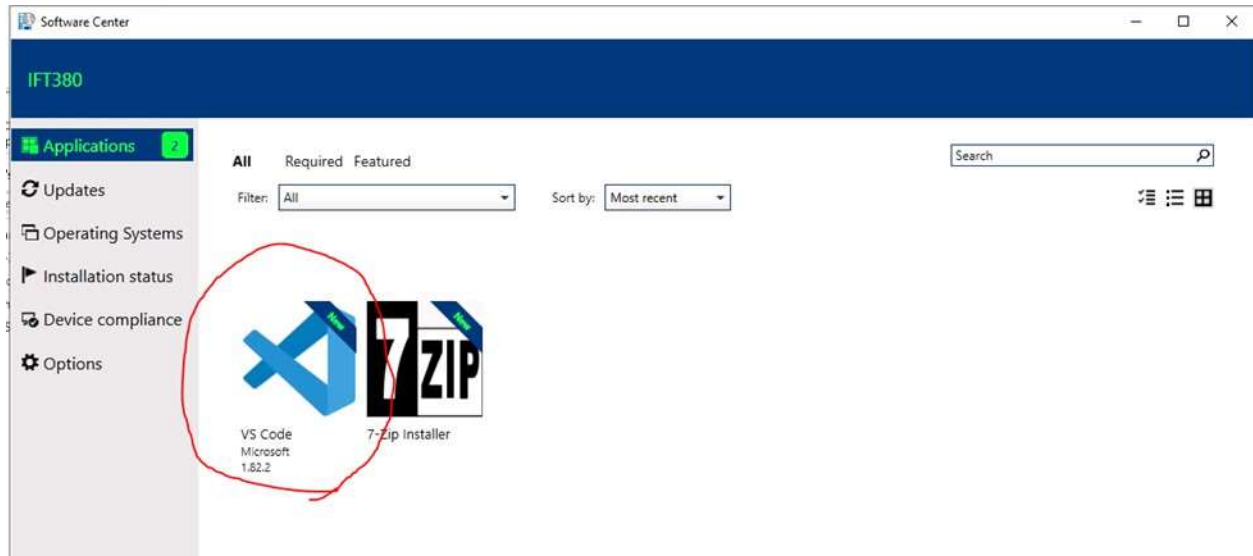 Software Center
IFT380
Applications 2
Updates
Operating Systems
Installation status
Device compliance
Options
All Required Featured
Search
Filter: All Sort by: Most recent
New
New
7 ZIP
VS Code
Microsoft
1.82.2
7-Zip Installer